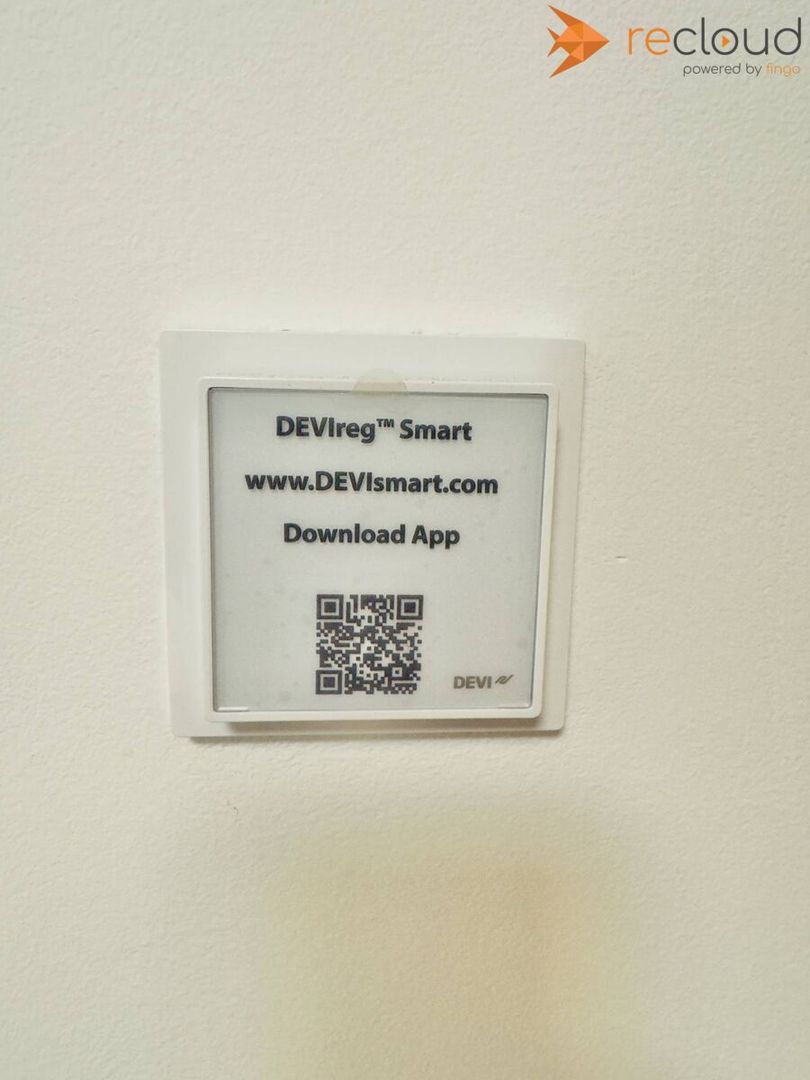 recloud
powered by fingo
DEVIreg™ Smart
www.DEVIsmart.com
Download App
DEVI